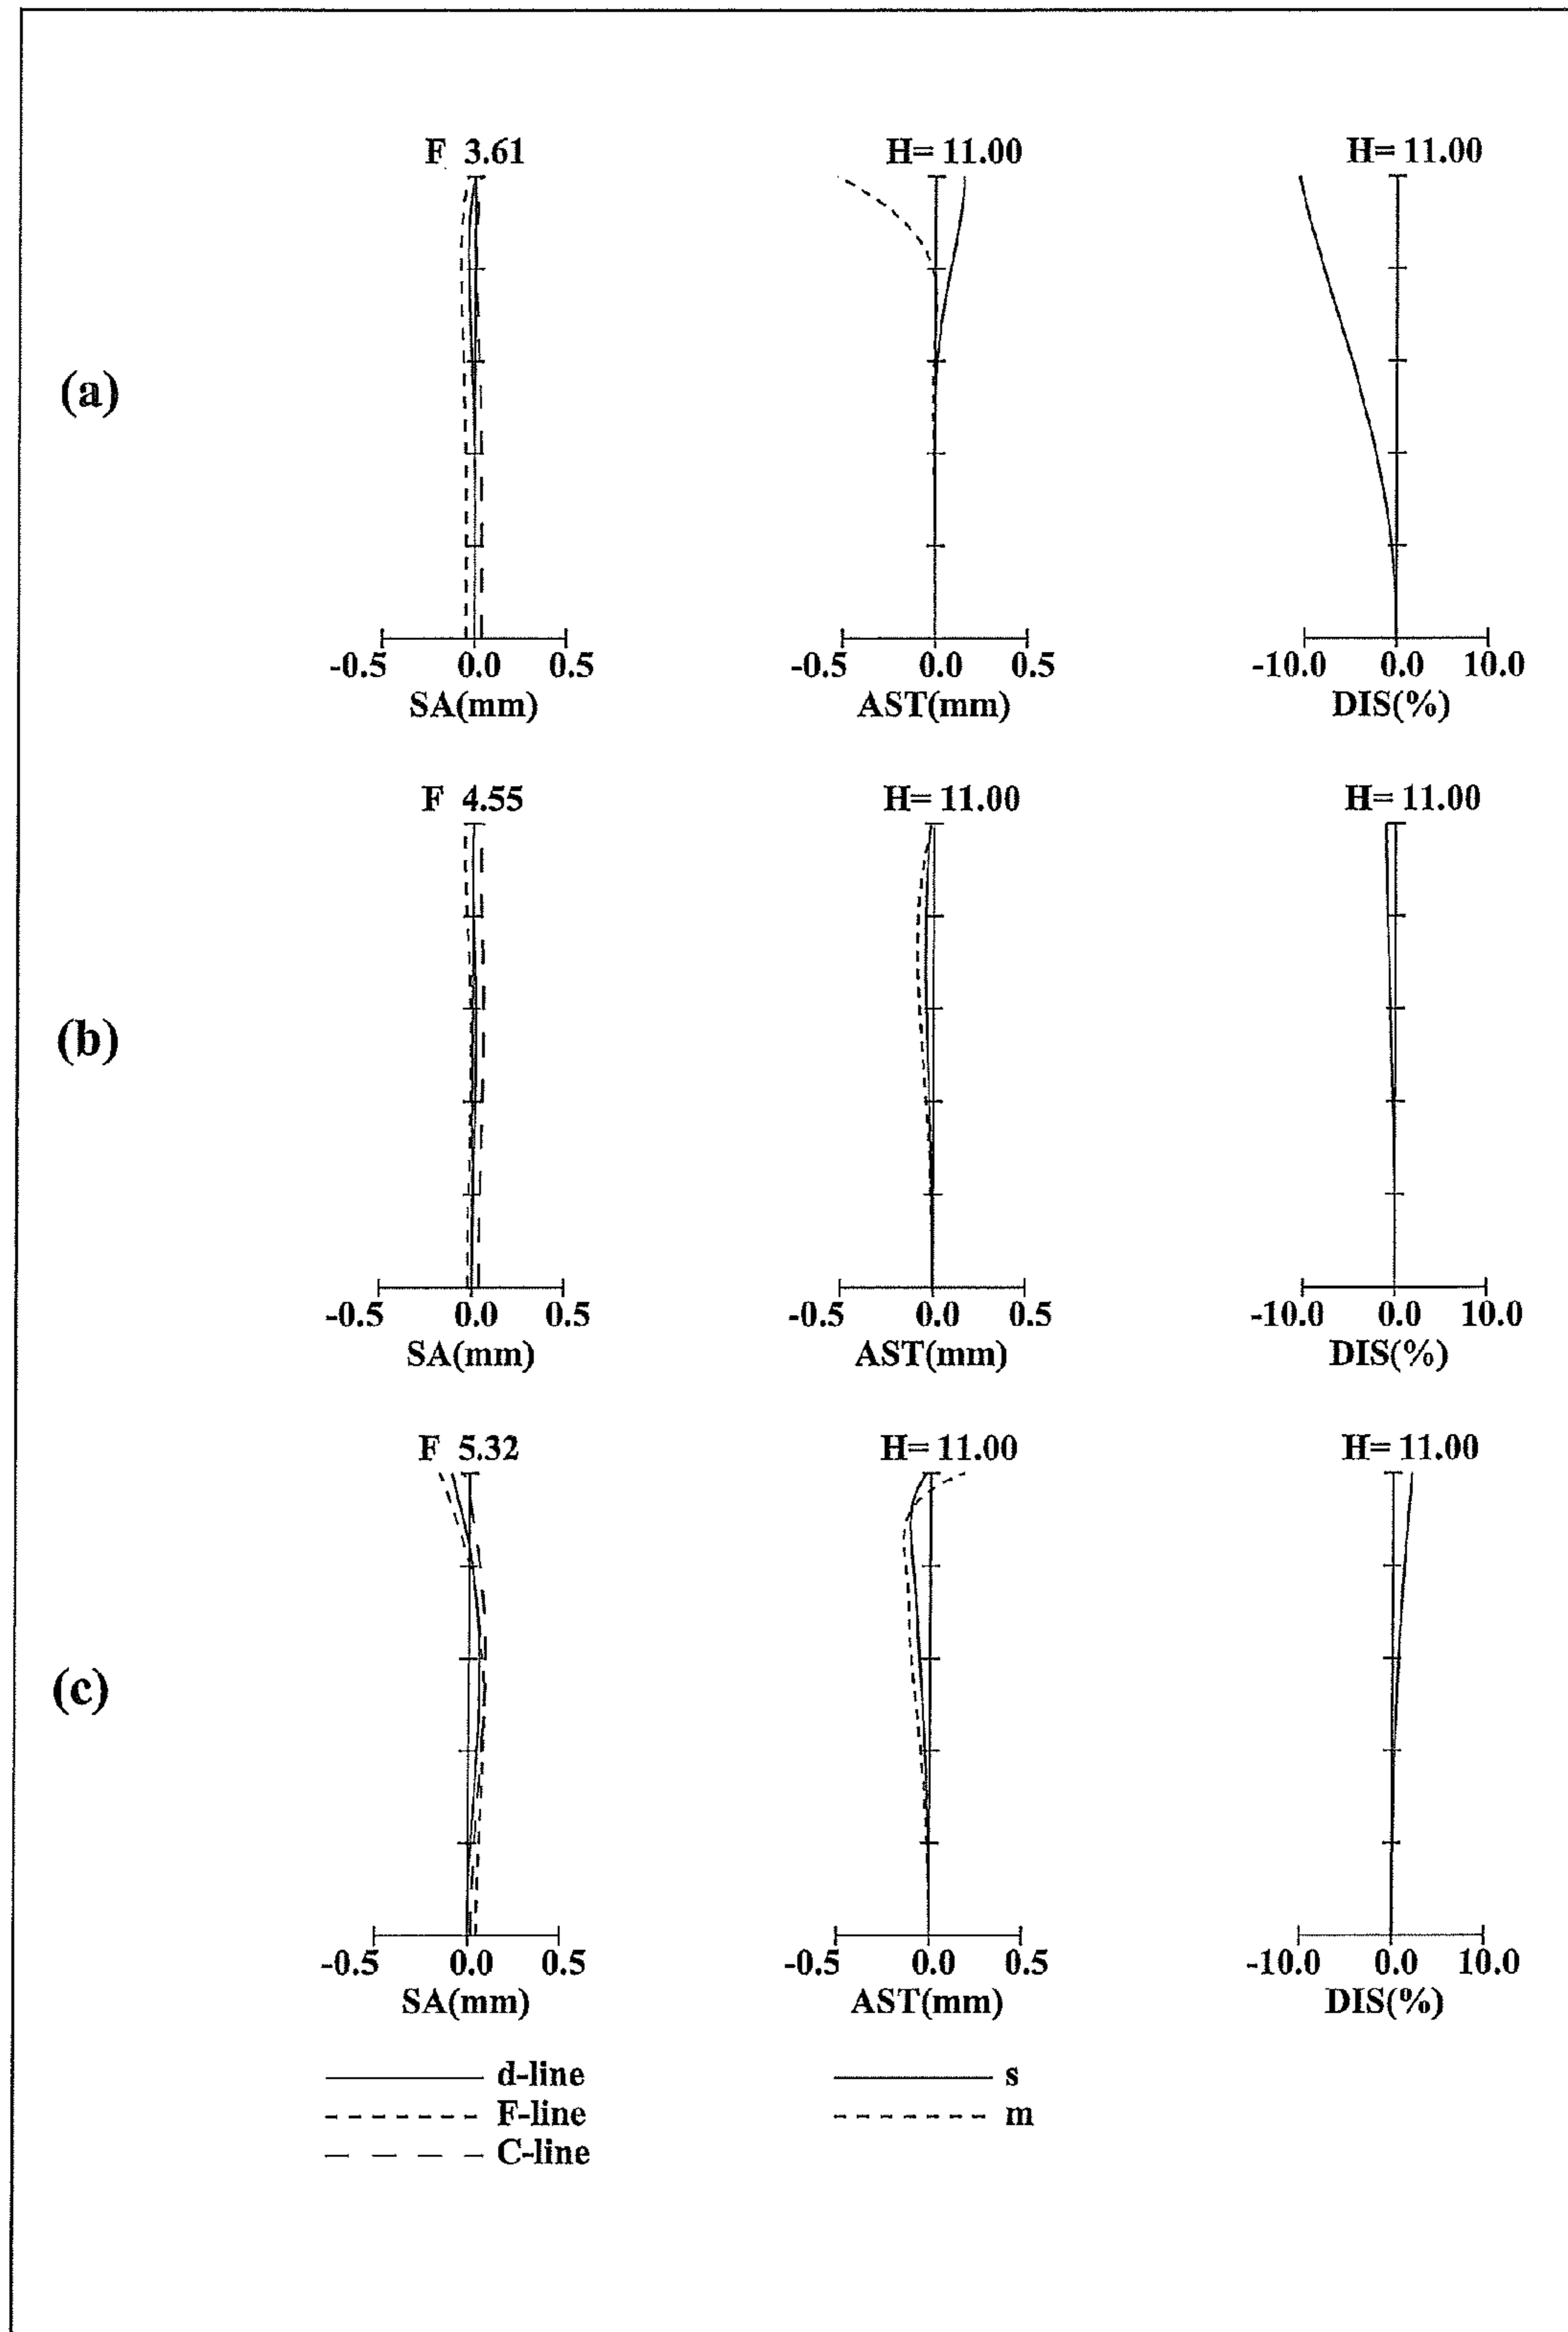 F 3.61
H= 11.00
H= 11.00
(a)
-0.5 0.0 0.5
SA(mm)
-0.5 0.0 0.5
AST(mm)
-10.0 0.0 10.0
DIS(%)
F 4.55
H= 11.00
H= 11.00
(b)
-0.5 0.0 0.5
SA(mm)
-0.5 0.0 0.5
AST(mm)
-10.0 0.0 10.0
DIS(%)
F 5.32
H= 11.00
H= 11.00
(c)
-0.5 0.0 0.5
SA(mm)
-0.5 0.0 0.5
AST(mm)
-10.0 0.0 10.0
DIS(%)
d-line
F-line
C-line
s
m